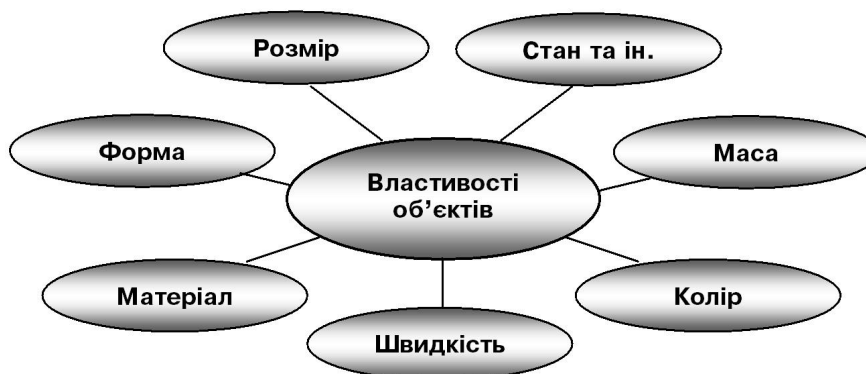 Розмір
Стан та ін.
Форма
Маса
Властивості
об’єктів
Матеріал
Колір
Швидкість